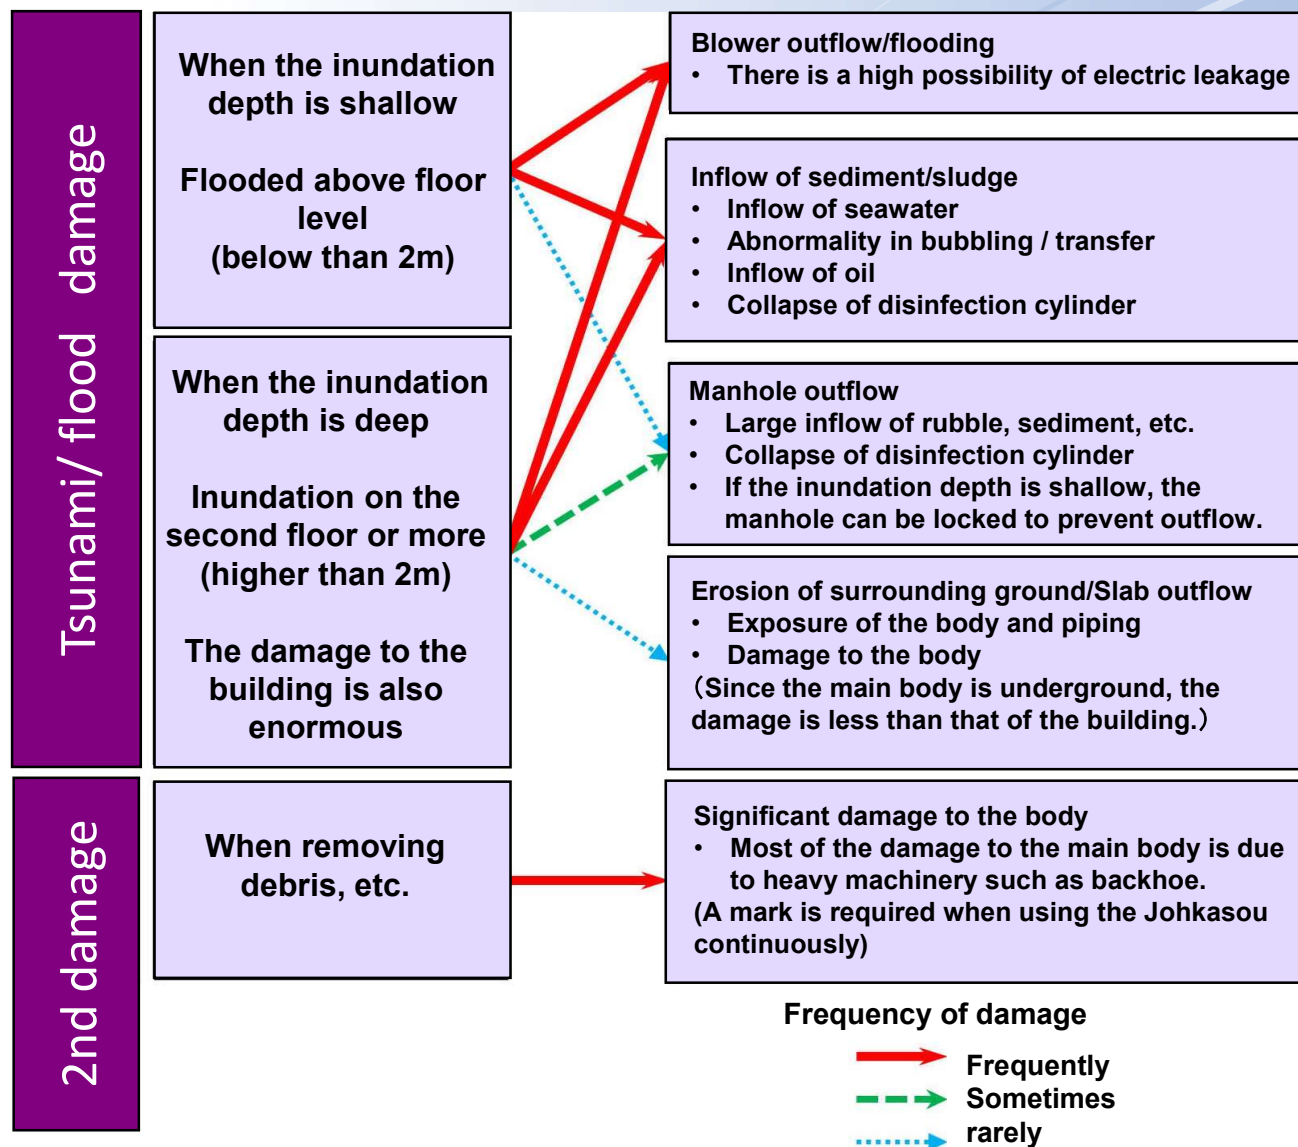 Tsunami/ flood damage
When the inundation
depth is shallow
Flooded above floor
level
(below than 2m)
When the inundation
depth is deep
Inundation on the
second floor or more
(higher than 2m)
The damage to the
building is also
enormous
Blower outflow/flooding
• There is a high possibility of electric leakage
Inflow of sediment/sludge
• Inflow of seawater
• Abnormality in bubbling / transfer
• Inflow of oil
• Collapse of disinfection cylinder
Manhole outflow
• Large inflow of rubble, sediment, etc.
• Collapse of disinfection cylinder
• If the inundation depth is shallow, the
manhole can be locked to prevent outflow.
Erosion of surrounding ground/Slab outflow
• Exposure of the body and piping
• Damage to the body
（Since the main body is underground, the
damage is less than that of the building.）
2nd damage
When removing
debris, etc.
Significant damage to the body
• Most of the damage to the main body is due
to heavy machinery such as backhoe.
(A mark is required when using the Johkasou
continuously)
Frequency of damage
Frequently
Sometimes
rarely